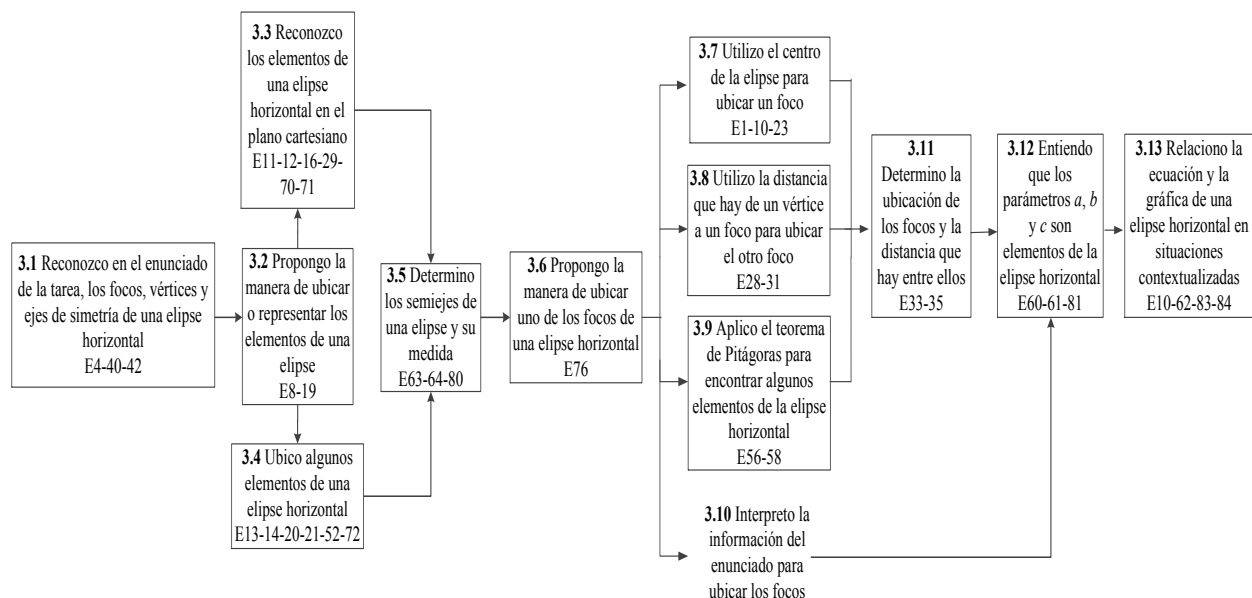 3.1 Reconozco en el enunciado
de la tarea, los focos, vértices y
ejes de simetría de una elipse
horizontal
E4-40-42
3.3 Reconozco
los elementos de
una elipse
horizontal en el
plano cartesiano
E11-12-16-29-
70-71
3.2 Propongo la
manera de ubicar
o representar los
elementos de una
elipse
E8-19
3.4 Ubico algunos
elementos de una
elipse horizontal
E13-14-20-21-52-72
3.5 Determino
los semiejes de
una elipse y su
medida
E63-64-80
3.6 Propongo la
manera de ubicar
uno de los focos de
una elipse horizontal
E76
3.7 Utilizo el centro
de la elipse para
ubicar un foco
E1-10-23
3.8 Utilizo la distancia
que hay de un vértice
a un foco para ubicar
el otro foco
E28-31
3.9 Aplico el teorema
de Pitágoras para
encontrar algunos
elementos de la elipse
horizontal
E56-58
3.10 Interpreto la
información del
enunciado para
ubicar los focos
3.11
Determino la
ubicación de
los focos y la
distancia que
hay entre ellos
E33-35
3.12 Entiendo
que los
parámetros a, b
y c son
elementos de la
elipse horizontal
E60-61-81
3.13 Relaciono la
ecuación y la
gráfica de una
elipse horizontal en
situaciones
contextualizadas
E10-62-83-84